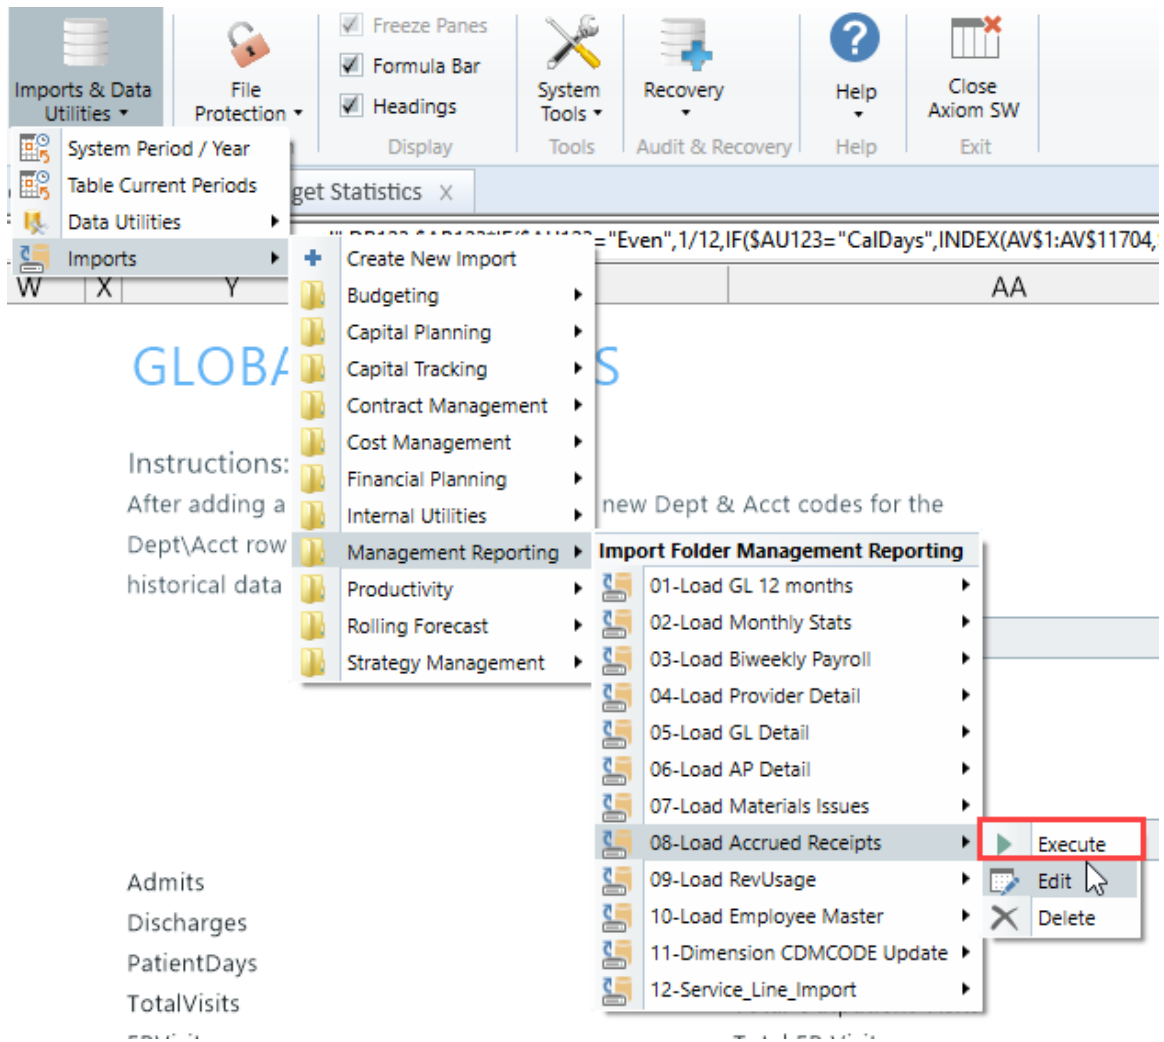 Imports & Data
Utilities
File
Protection
Freeze Panes
Formula Bar
Headings
Display
System
Tools
Tools
Recovery
Audit & Recovery
Help
Help
Close
Axiom SW
Exit
System Period / Year
Table Current Periods
get Statistics X
Data Utilities
="Even",1/12,IF($AU123="CalDays",INDEX(AV$1:AV$11704,
Imports
W X Y AA
Create New Import
Budgeting
Capital Planning
Capital Tracking
Contract Management
Cost Management
Financial Planning
Internal Utilities
Management Reporting
Productivity
Rolling Forecast
Strategy Management
GLOBA
S
Instructions:
After adding a
new Dept & Acct codes for the
Dept\Acct row
historical data
Import Folder Management Reporting
01-Load GL 12 months
02-Load Monthly Stats
03-Load Biweekly Payroll
04-Load Provider Detail
05-Load GL Detail
06-Load AP Detail
07-Load Materials Issues
08-Load Accrued Receipts
09-Load RevUsage
10-Load Employee Master
11-Dimension CDMCODE Update
12-Service_Line_Import
Execute
Edit
Delete
Admits
Discharges
PatientDays
TotalVisits